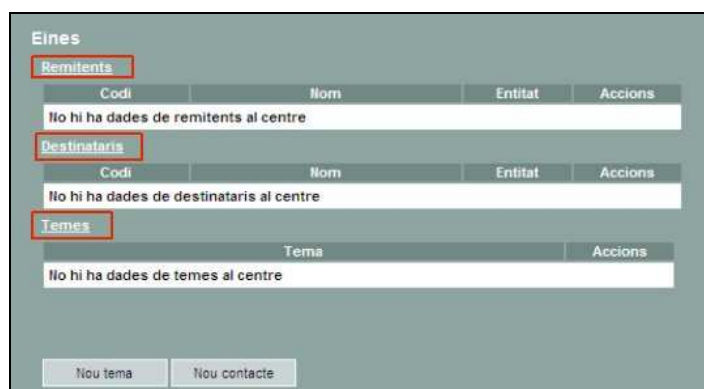 Eines
Remitents
Codi Nom Entitat Accions
No hi ha dades de remitents al centre
Destinataris
Codi Nom Entitat Accions
No hi ha dades de destinataris al centre
Temes
Tema Accions
No hi ha dades de temes al centre
Nou tema Nou contacte